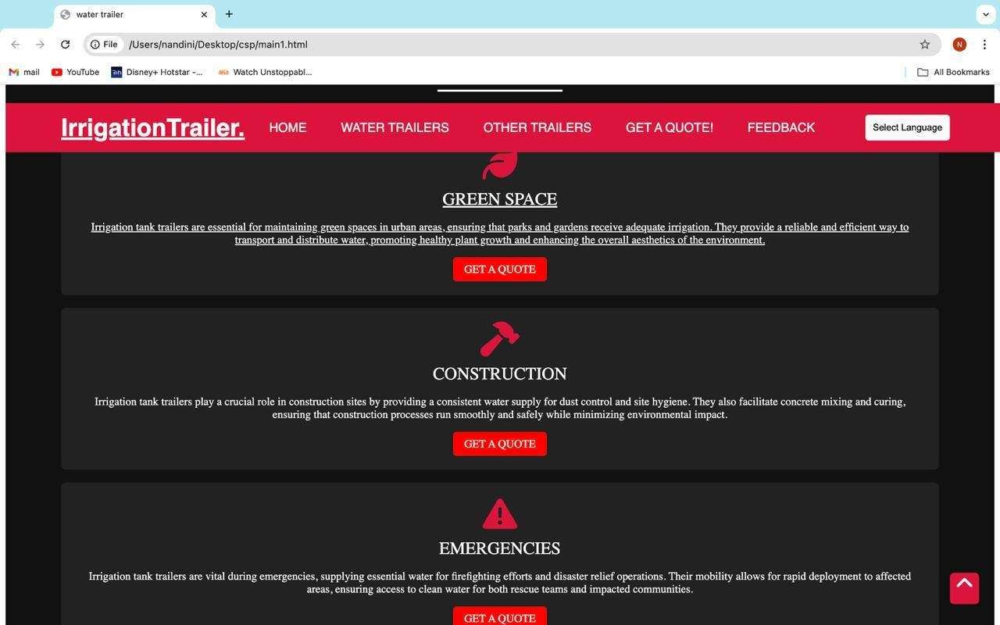 water trailer
File /Users/nandini/Desktop/csp/main1.html N
mail YouTube Disney+ Hotstar -... Watch Unstoppabl... All Bookmarks
IrrigationTrailer. HOME WATER TRAILERS OTHER TRAILERS GET A QUOTE! FEEDBACK Select Language
GREEN SPACE
Irrigation tank trailers are essential for maintaining green spaces in urban areas, ensuring that parks and gardens receive adequate irrigation. They provide a reliable and efficient way to
transport and distribute water, promoting healthy plant growth and enhancing the overall aesthetics of the environment.
GET A QUOTE
CONSTRUCTION
Irrigation tank trailers play a crucial role in construction sites by providing a consistent water supply for dust control and site hygiene. They also facilitate concrete mixing and curing,
ensuring that construction processes run smoothly and safely while minimizing environmental impact.
GET A QUOTE
EMERGENCIES
Irrigation tank trailers are vital during emergencies, supplying essential water for firefighting efforts and disaster relief operations. Their mobility allows for rapid deployment to affected
areas, ensuring access to clean water for both rescue teams and impacted communities.
GET A QUOTE